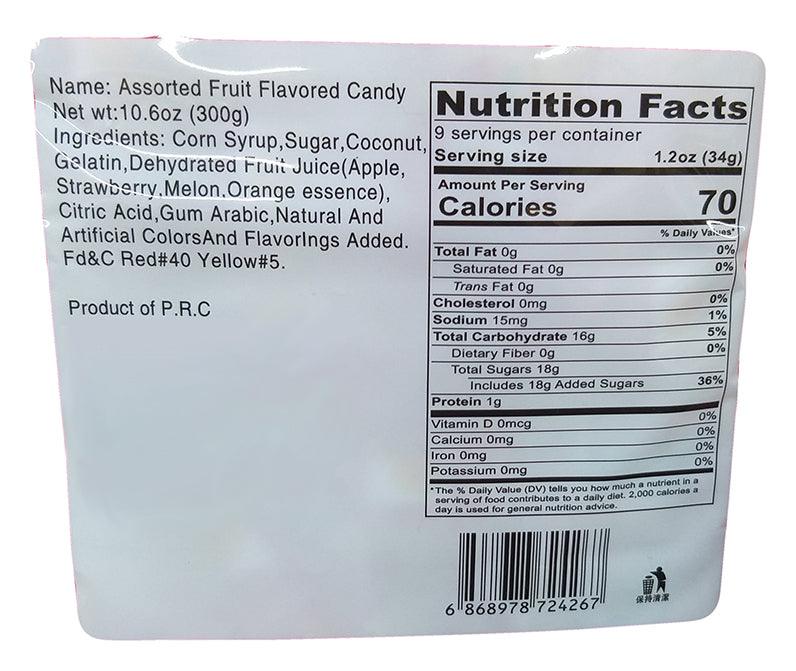 Name: Assorted Fruit Flavored Candy
Net wt:10.6oz (300g)
Ingredients: Corn Syrup,Sugar,Coconut,
Gelatin,Dehydrated Fruit Juice(Apple,
Strawberry,Melon,Orange essence),
Citric Acid,Gum Arabic,Natural And
Artificial ColorsAnd FlavorIngs Added.
Fd&C Red#40 Yellow#5.
Product of P.R.C
Nutrition Facts
9 servings per container
Serving size 1.2oz (34g)
Amount Per Serving
Calories 70
% Daily Values*
Total Fat 0g 0%
Saturated Fat 0g 0%
Trans Fat 0g
Cholesterol 0mg 0%
Sodium 15mg 1%
Total Carbohydrate 16g 5%
Dietary Fiber 0g 0%
Total Sugars 18g
Includes 18g Added Sugars 36%
Protein 1g
Vitamin D 0mcg 0%
Calcium 0mg 0%
Iron 0mg 0%
Potassium 0mg 0%
*The % Daily Value (DV) tells you how much a nutrient in a
serving of food contributes to a daily diet. 2,000 calories a
day is used for general nutrition advice.
6 868978 724267
保持清潔